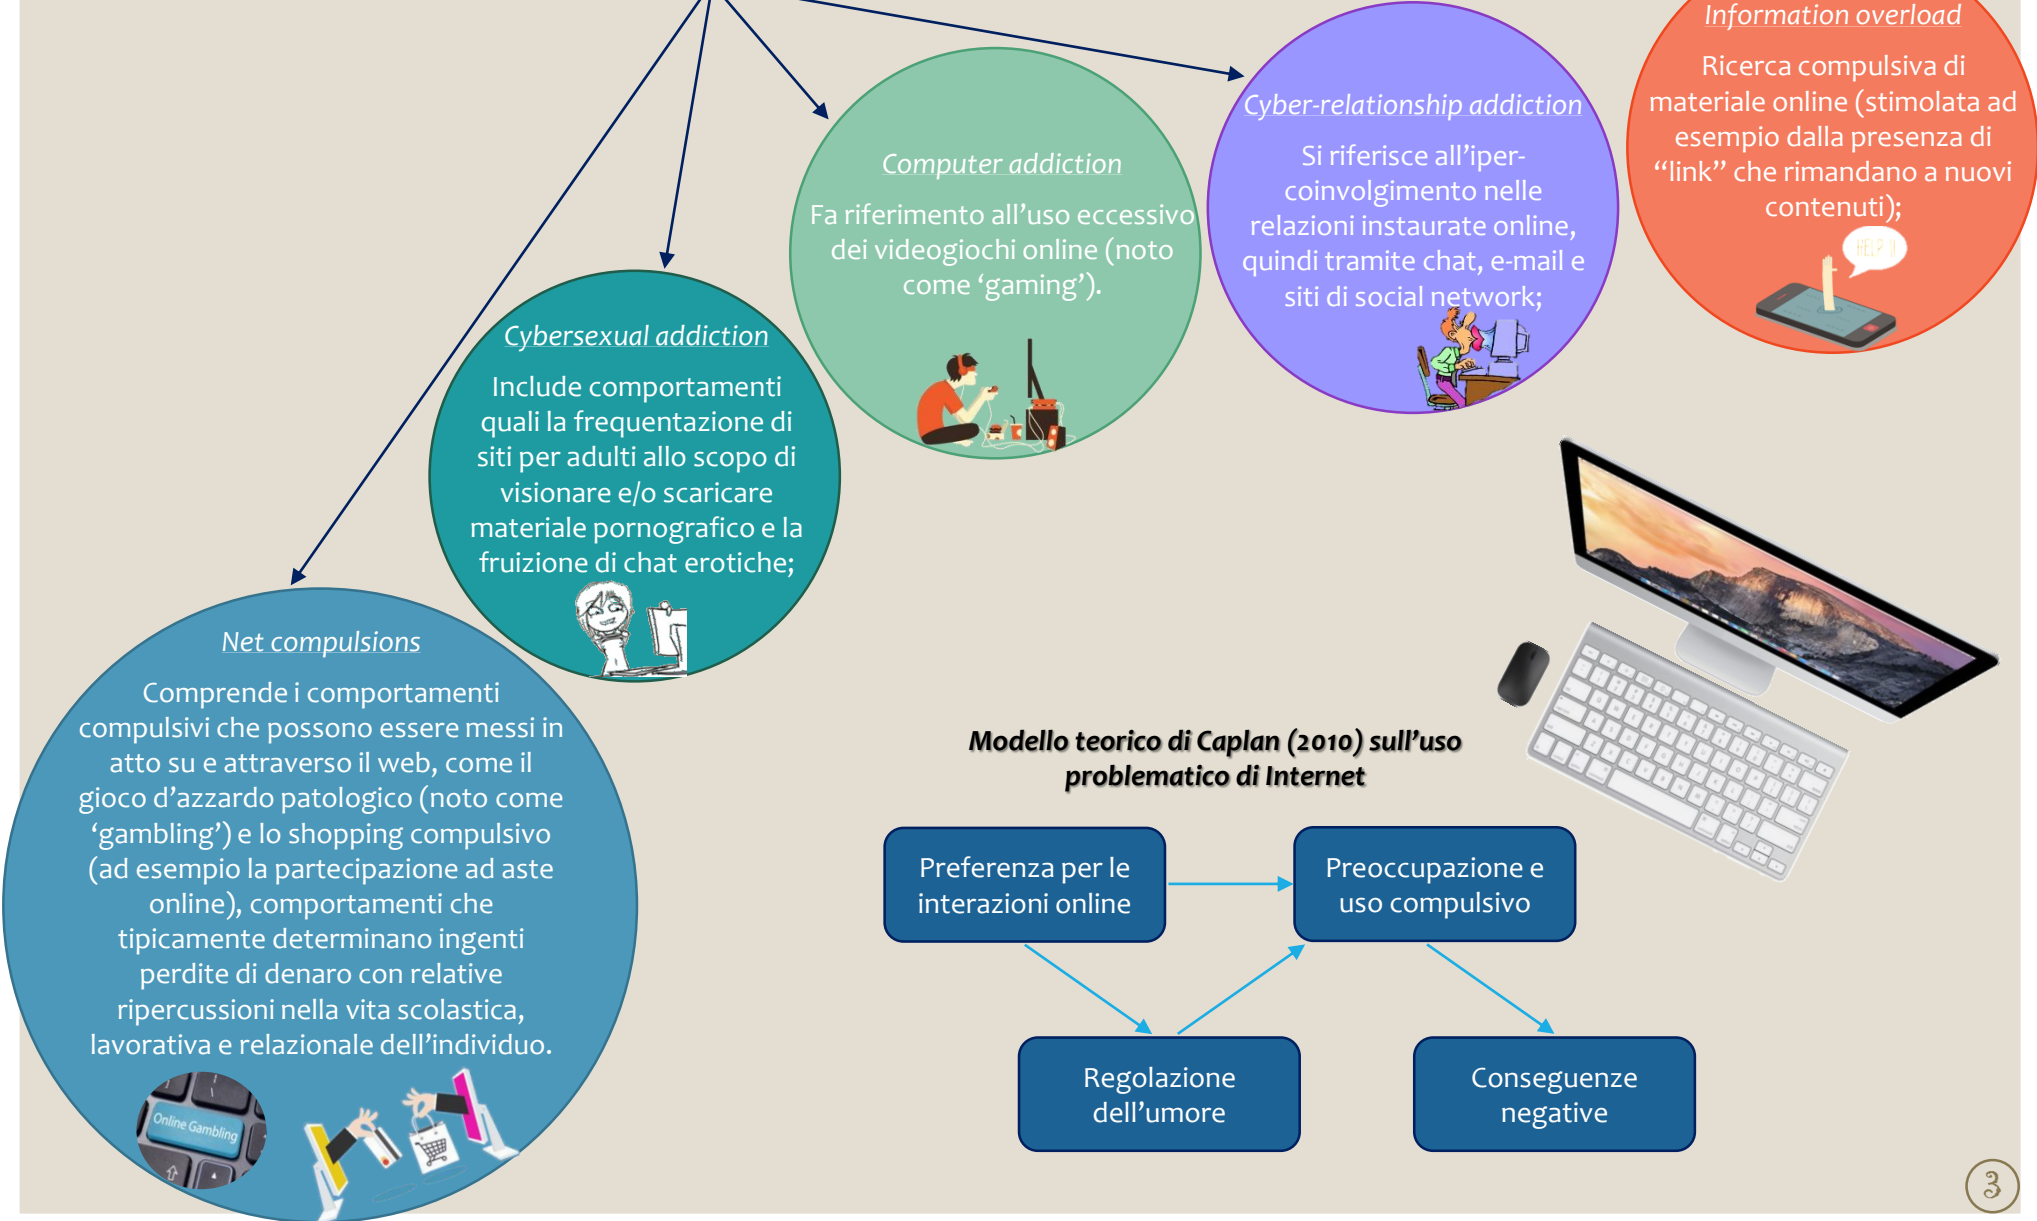 Information overload
Ricerca compulsiva di
materiale online (stimolata ad
esempio dalla presenza di
“link” che rimandano a nuovi
contenuti);
HELP !!
Cyber-relationship addiction
Si riferisce all’iper-
coinvolgimento nelle
relazioni instaurate online,
quindi tramite chat, e-mail e
siti di social network;
Computer addiction
Fa riferimento all’uso eccessivo
dei videogiochi online (noto
come ‘gaming’).
Cybersexual addiction
Include comportamenti
quali la frequentazione di
siti per adulti allo scopo di
visionare e/o scaricare
materiale pornografico e la
fruizione di chat erotiche;
Net compulsions
Comprende i comportamenti
compulsivi che possono essere messi in
atto su e attraverso il web, come il
gioco d’azzardo patologico (noto come
‘gambling’) e lo shopping compulsivo
(ad esempio la partecipazione ad aste
online), comportamenti che
tipicamente determinano ingenti
perdite di denaro con relative
ripercussioni nella vita scolastica,
lavorativa e relazionale dell’individuo.
Online Gambling
Modello teorico di Caplan (2010) sull’uso
problematico di Internet
Preferenza per le
interazioni online
Preoccupazione e
uso compulsivo
Regolazione
dell’umore
Conseguenze
negative
3